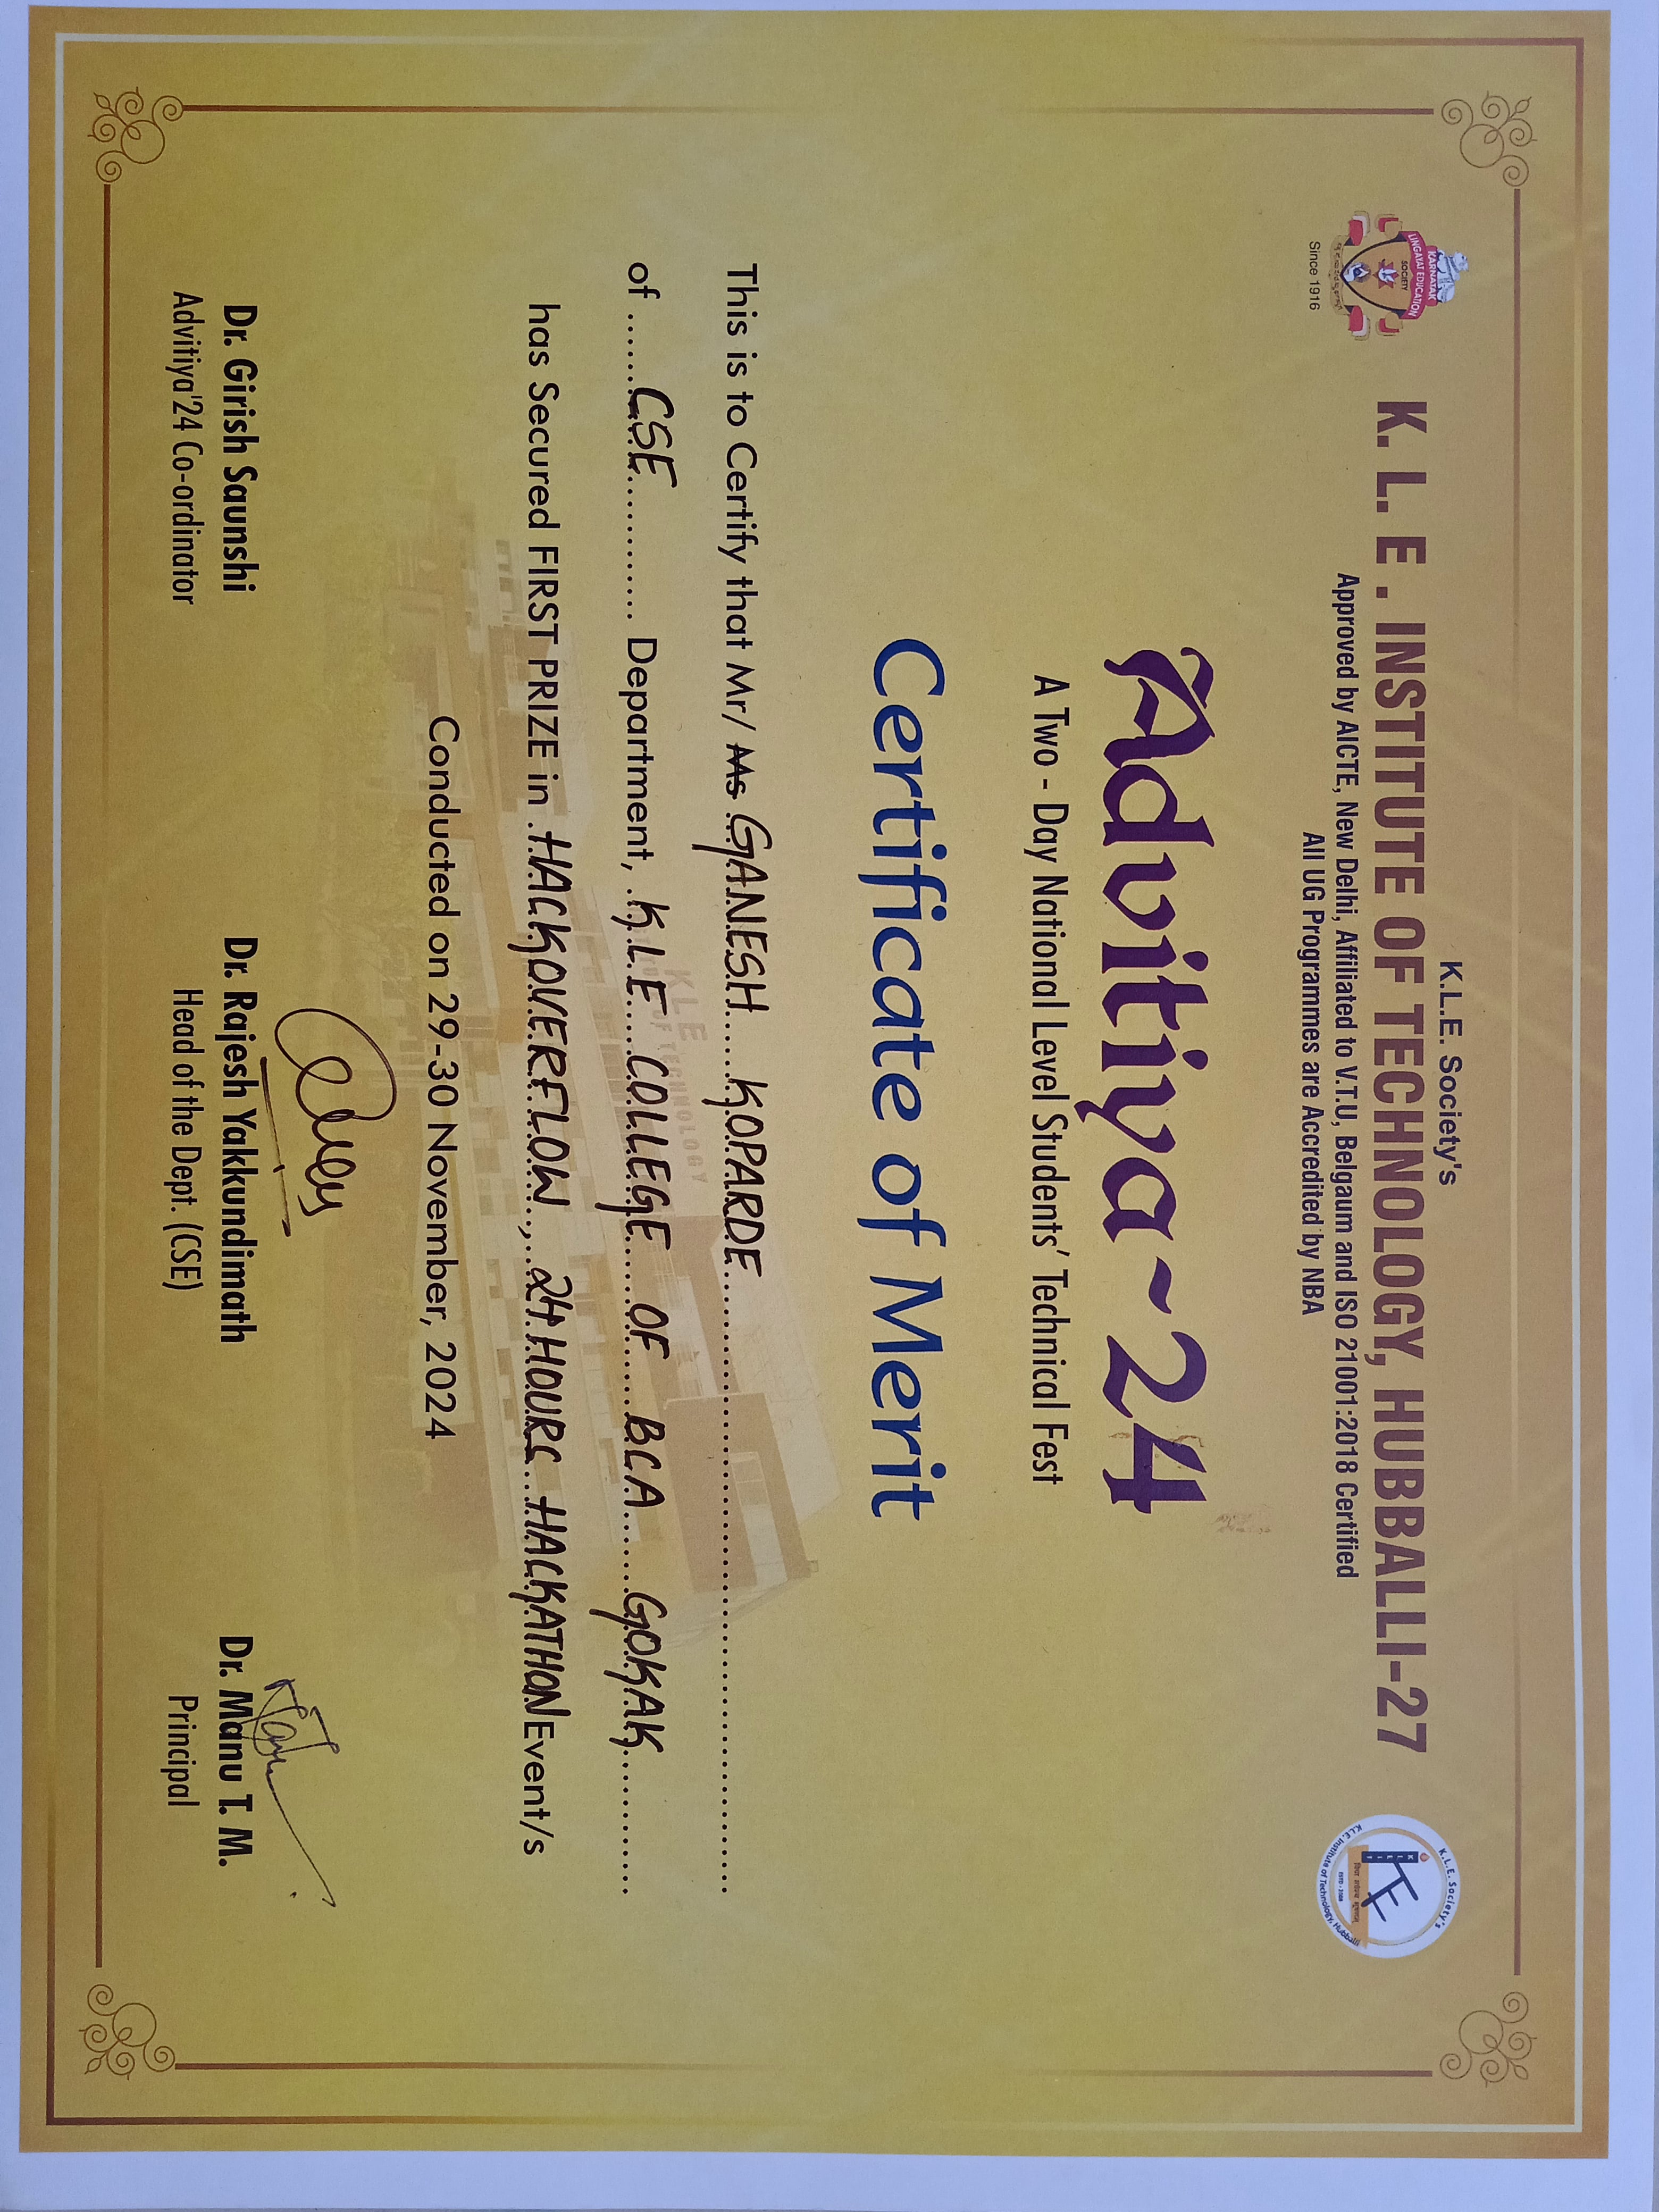 KARNATAK
LINGAYAT EDUCATION
SOCIETY
Since 1916
K.L.E. Society's
K. L. E . INSTITUTE OF TECHNOLOGY, HUBBALLI-27
Approved by AICTE, New Delhi, Affiliated to V.T.U, Belgaum and ISO 21001:2018 Certified
All UG Programmes are Accredited by NBA
K.L.E. Society's
KLEIT
विद्या सर्वस्य भूषणम्
ESTD - 2008
K.L.E. Institute of Technology, Hubballi
Advitiya-24
A Two - Day National Level Students' Technical Fest
Certificate of Merit
This is to Certify that Mr/ Ms GANESH KOPARDE
of CSE Department, K.L.E COLLEGE OF BCA GOKAK
has Secured FIRST PRIZE in HACKOVERFLOW, 24 HOURS HACKATHON Event/s
Conducted on 29-30 November, 2024
Dr. Girish Saunshi
Advitiya'24 Co-ordinator
Dr. Rajesh Yakkundimath
Head of the Dept. (CSE)
Dr. Manu T. M.
Principal